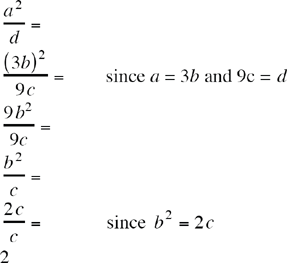 a²/d =
(3b)²/9c = since a = 3b and 9c = d
9b²/9c =
b²/c =
2c/c = since b² = 2c
2